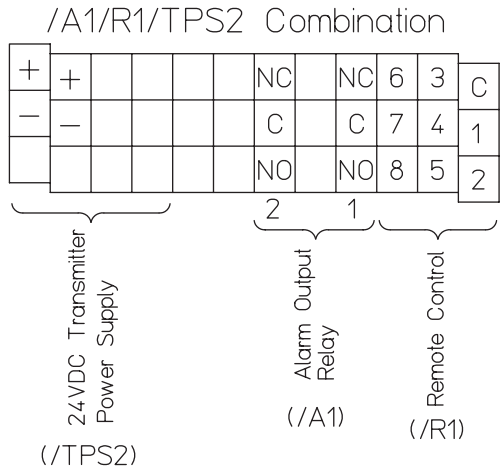 /A1/R1/TPS2 Combination
+ + NC NC 6 3 C
− − C C 7 4 1
NO NO 8 5 2
2 1
24VDC Transmitter
Power Supply
(/TPS2)
Alarm Output
Relay
(/A1)
Remote Control
(/R1)